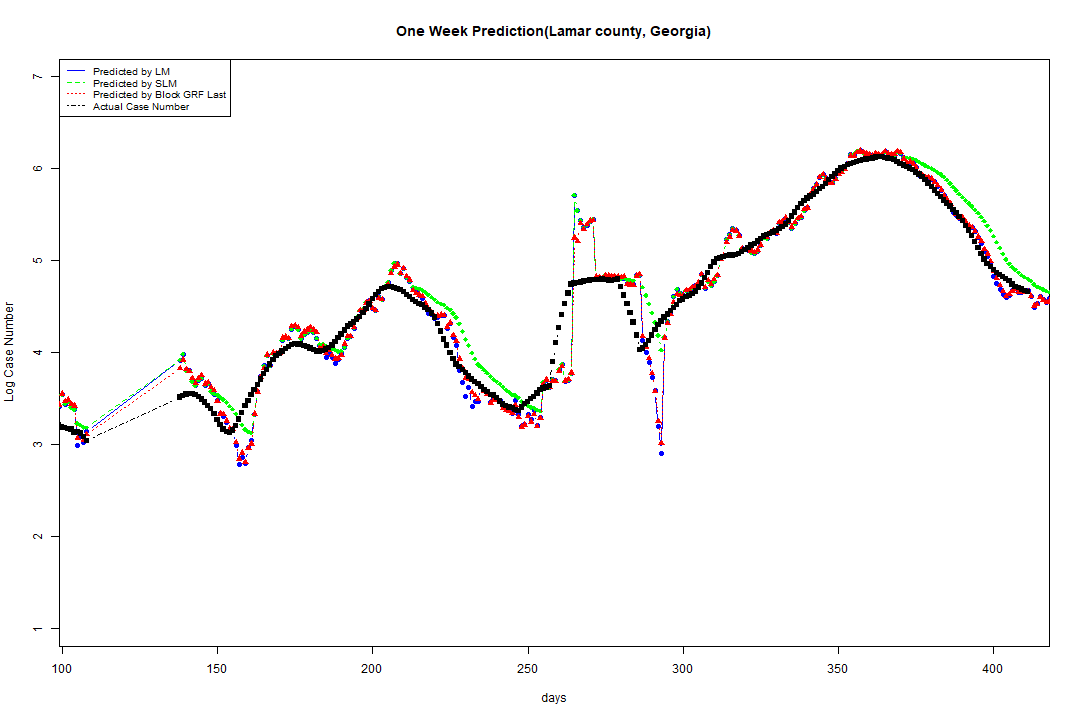 One Week Prediction(Lamar county, Georgia)
Predicted by LM
Predicted by SLM
Predicted by Block GRF Last
Actual Case Number
7
6
5
4
3
2
1
Log Case Number
100 150 200 250 300 350 400
days